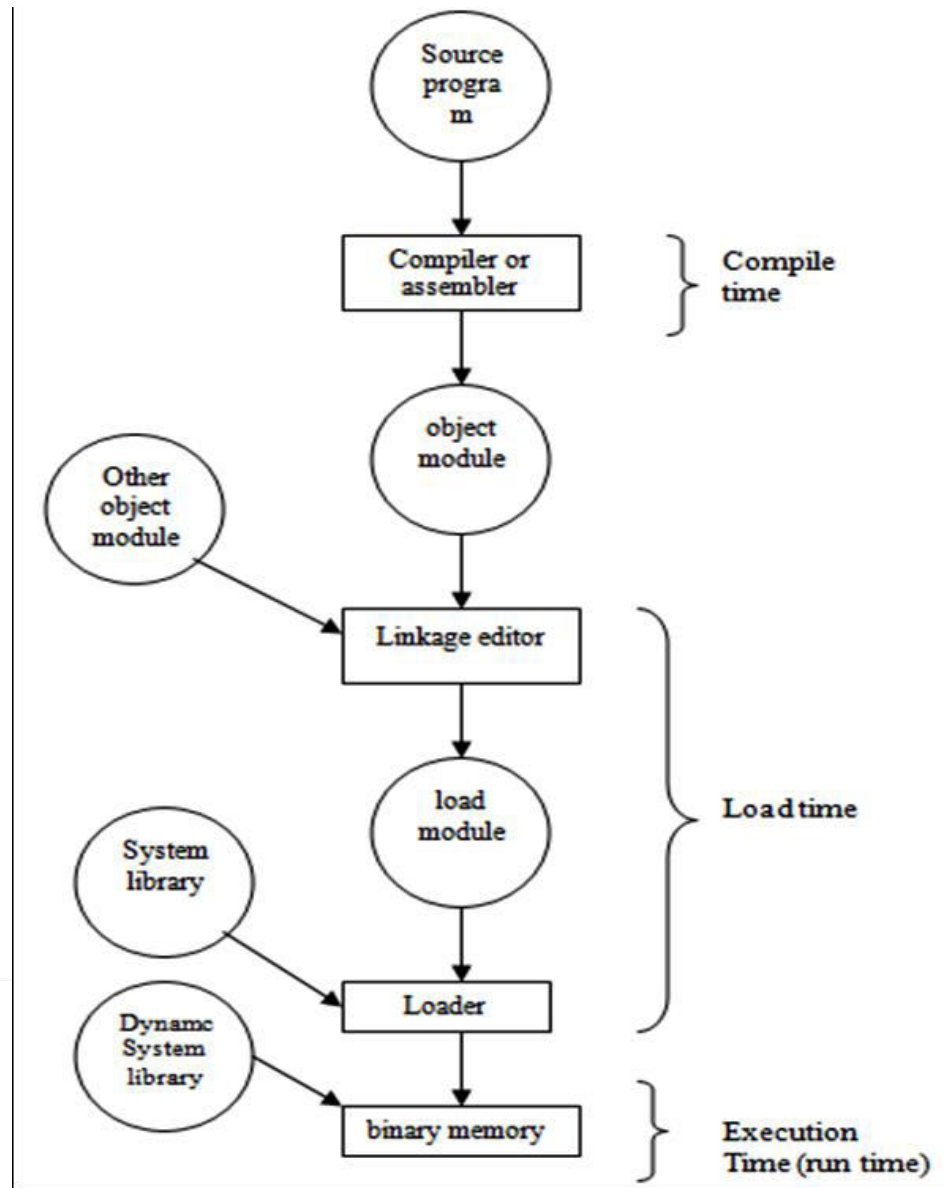 Source
progra
m
Compiler or
assembler
Compile
time
object
module
Other
object
module
Linkage editor
load
module
Load time
System
library
Loader
Dynamc
System
library
binary memory
Execution
Time (run time)